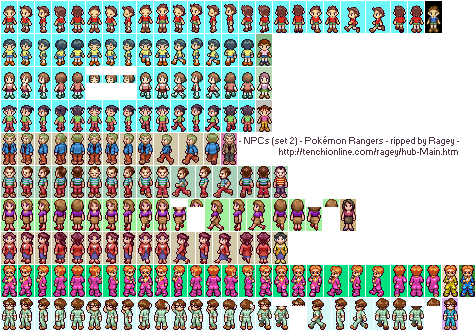 - NPCs (set 2) - Pokémon Rangers - ripped by Ragey -
http://tenchionline.com/ragey/hub-Main.htm